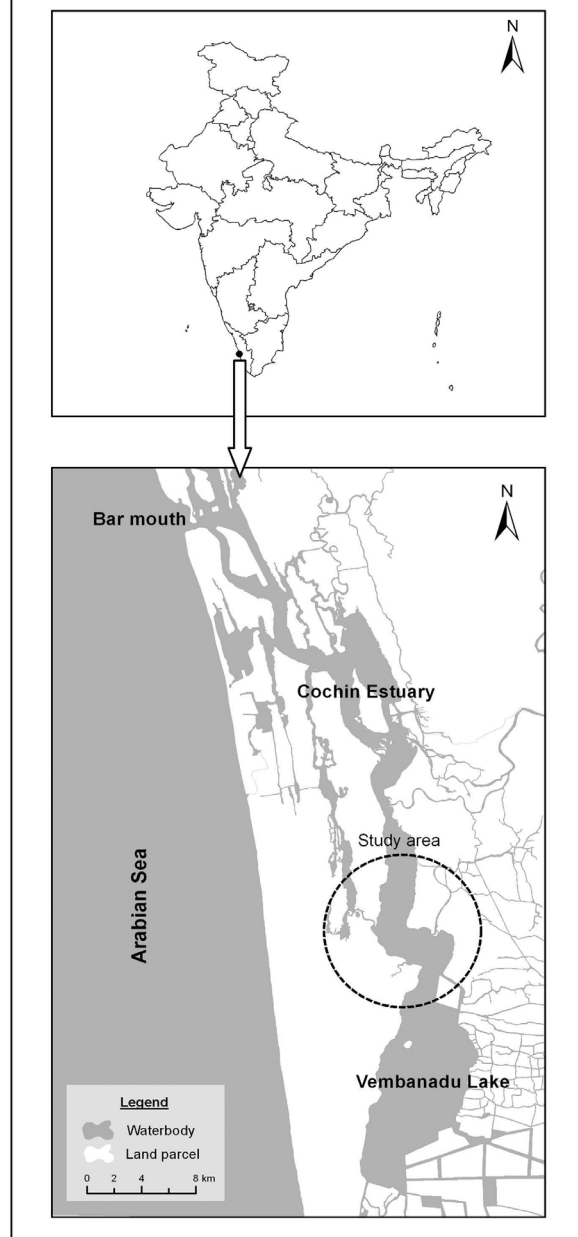 N
N
Bar mouth
Cochin Estuary
Study area
Arabian Sea
Vembanadu Lake
Legend
Waterbody
Land parcel
0 2 4 8 km